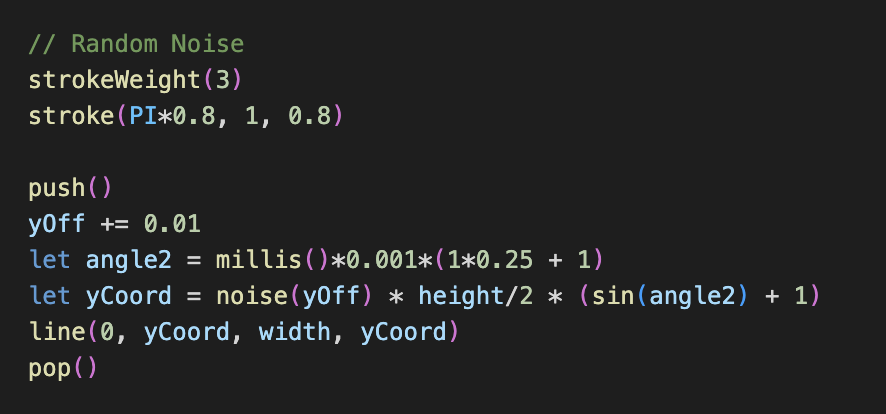 // Random Noise
strokeWeight(3)
stroke(PI*0.8, 1, 0.8)
push()
yOff += 0.01
let angle2 = millis()*0.001*(1*0.25 + 1)
let yCoord = noise(yOff) * height/2 * (sin(angle2) + 1)
line(0, yCoord, width, yCoord)
pop()